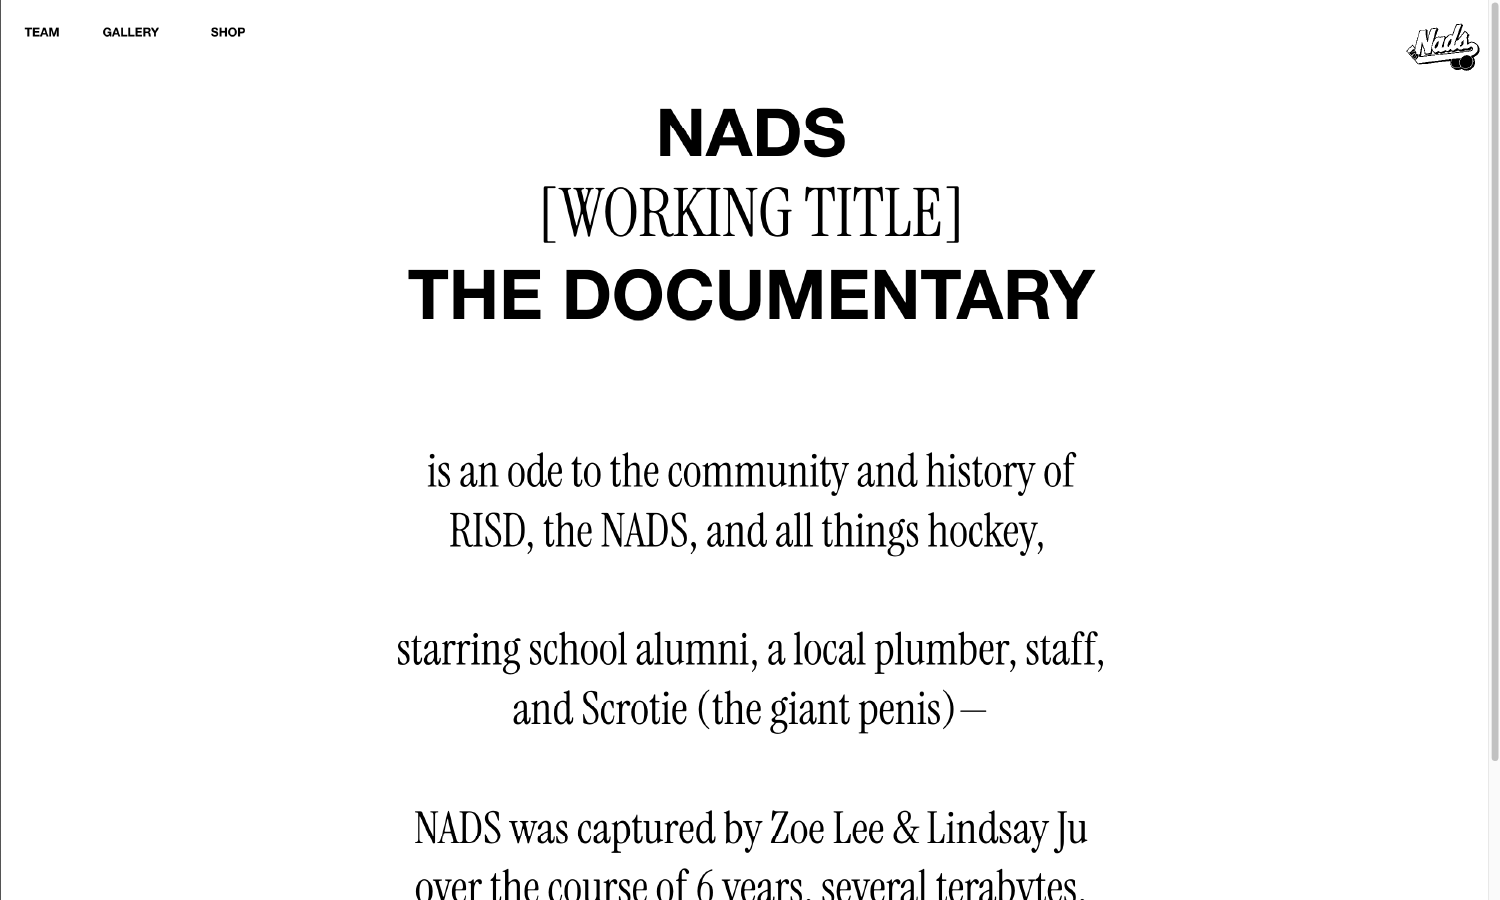 TEAM GALLERY SHOP
Nads
NADS
[WORKING TITLE]
THE DOCUMENTARY
is an ode to the community and history of
RISD, the NADS, and all things hockey,
starring school alumni, a local plumber, staff,
and Scrotie (the giant penis)—
NADS was captured by Zoe Lee & Lindsay Ju
over the course of 6 years, several terabytes,